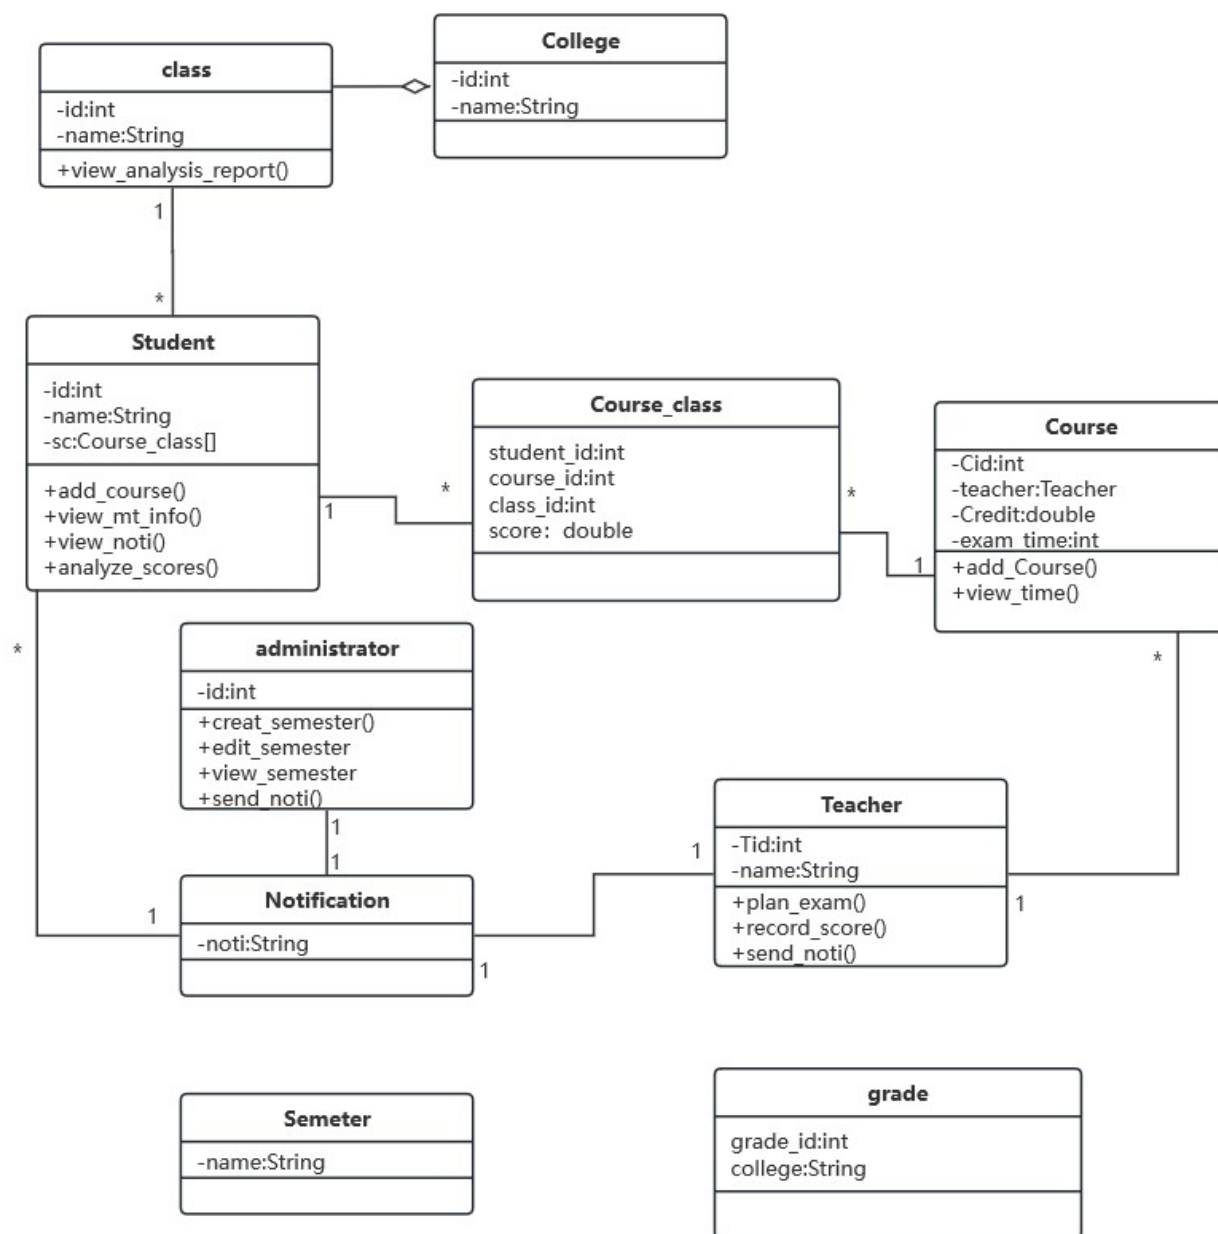 College
-id:int
-name:String
class
-id:int
-name:String
+view_analysis_report()
1
*
Student
-id:int
-name:String
-sc:Course_class[]
+add_course()
+view_mt_info()
+view_noti()
+analyze_scores()
1
*
Course_class
student_id:int
course_id:int
class_id:int
score: double
*
1
Course
-Cid:int
-teacher:Teacher
-Credit:double
-exam_time:int
+add_Course()
+view_time()
*
*
administrator
-id:int
+creat_semester()
+edit_semester
+view_semester
+send_noti()
1
1
Notification
-noti:String
1
1
1
Teacher
-Tid:int
-name:String
+plan_exam()
+record_score()
+send_noti()
1
Semeter
-name:String
grade
grade_id:int
college:String